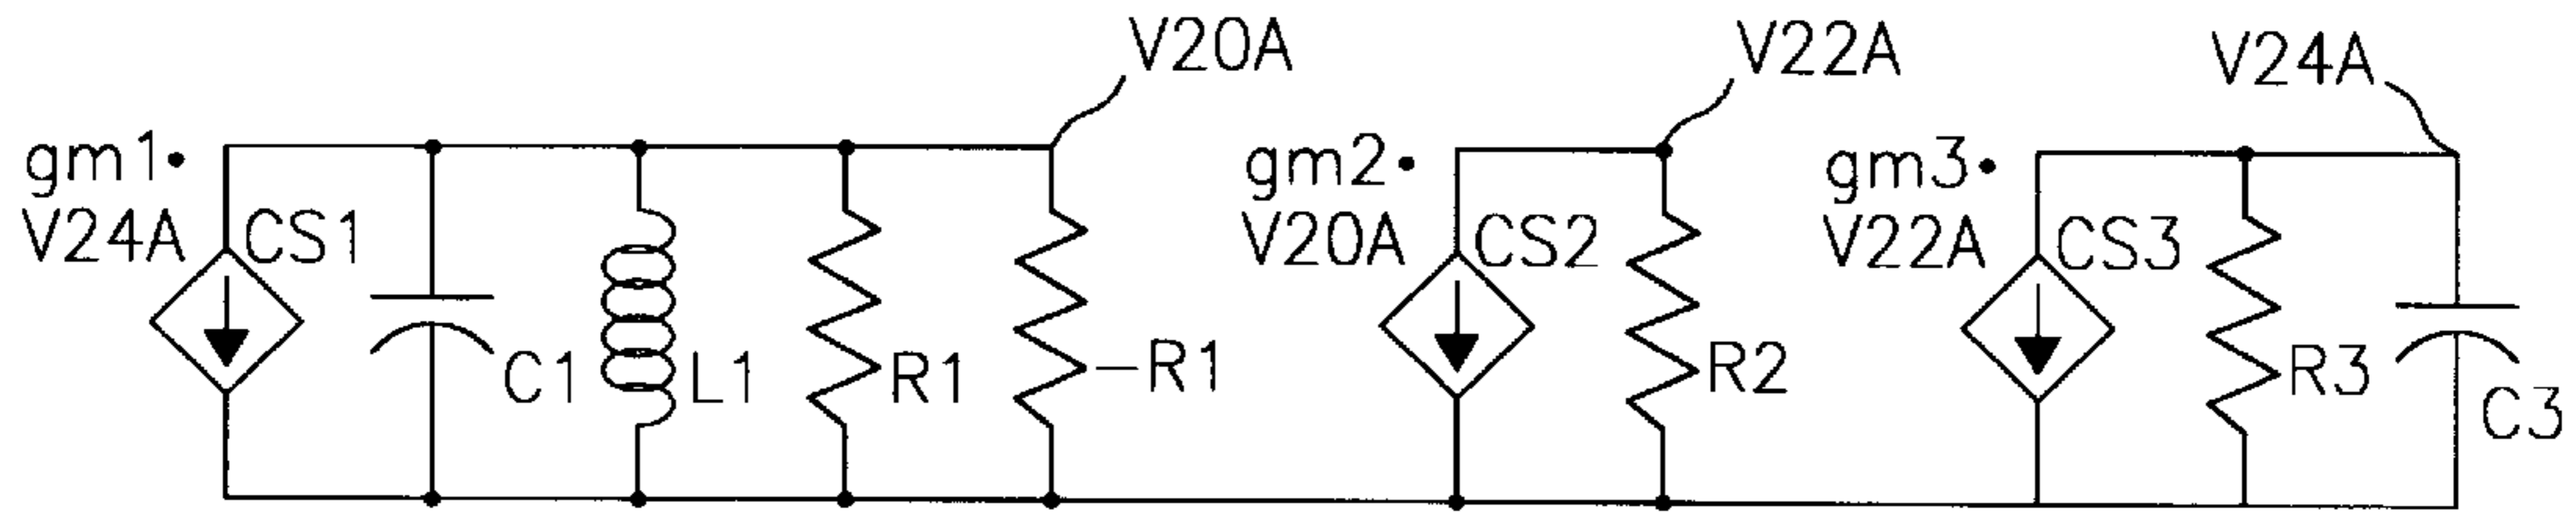 V20A
V22A
V24A
gm1•
V24A
CS1
C1
L1
R1
−R1
gm2•
V20A
CS2
R2
gm3•
V22A
CS3
R3
C3